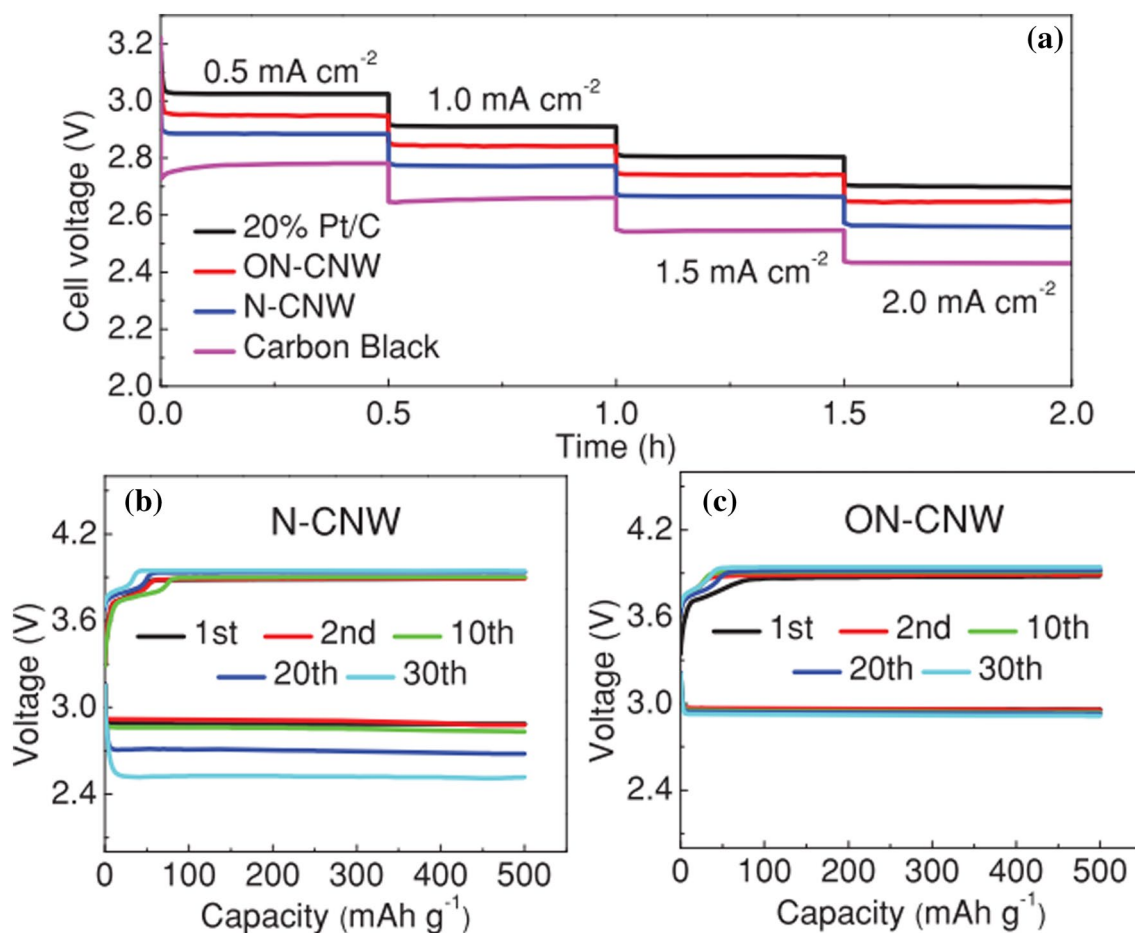 (a)
3.2
3.0
2.8
2.6
2.4
2.2
2.0
Cell voltage (V)
0.5 mA cm⁻²
1.0 mA cm⁻²
1.5 mA cm⁻²
2.0 mA cm⁻²
20% Pt/C
ON-CNW
N-CNW
Carbon Black
0.0 0.5 1.0 1.5 2.0
Time (h)
(b)
N-CNW
4.2
3.6
3.0
2.4
Voltage (V)
1st 2nd 10th
20th 30th
0 100 200 300 400 500
Capacity (mAh g⁻¹)
(c)
ON-CNW
4.2
3.6
3.0
2.4
Voltage (V)
1st 2nd 10th
20th 30th
0 100 200 300 400 500
Capacity (mAh g⁻¹)